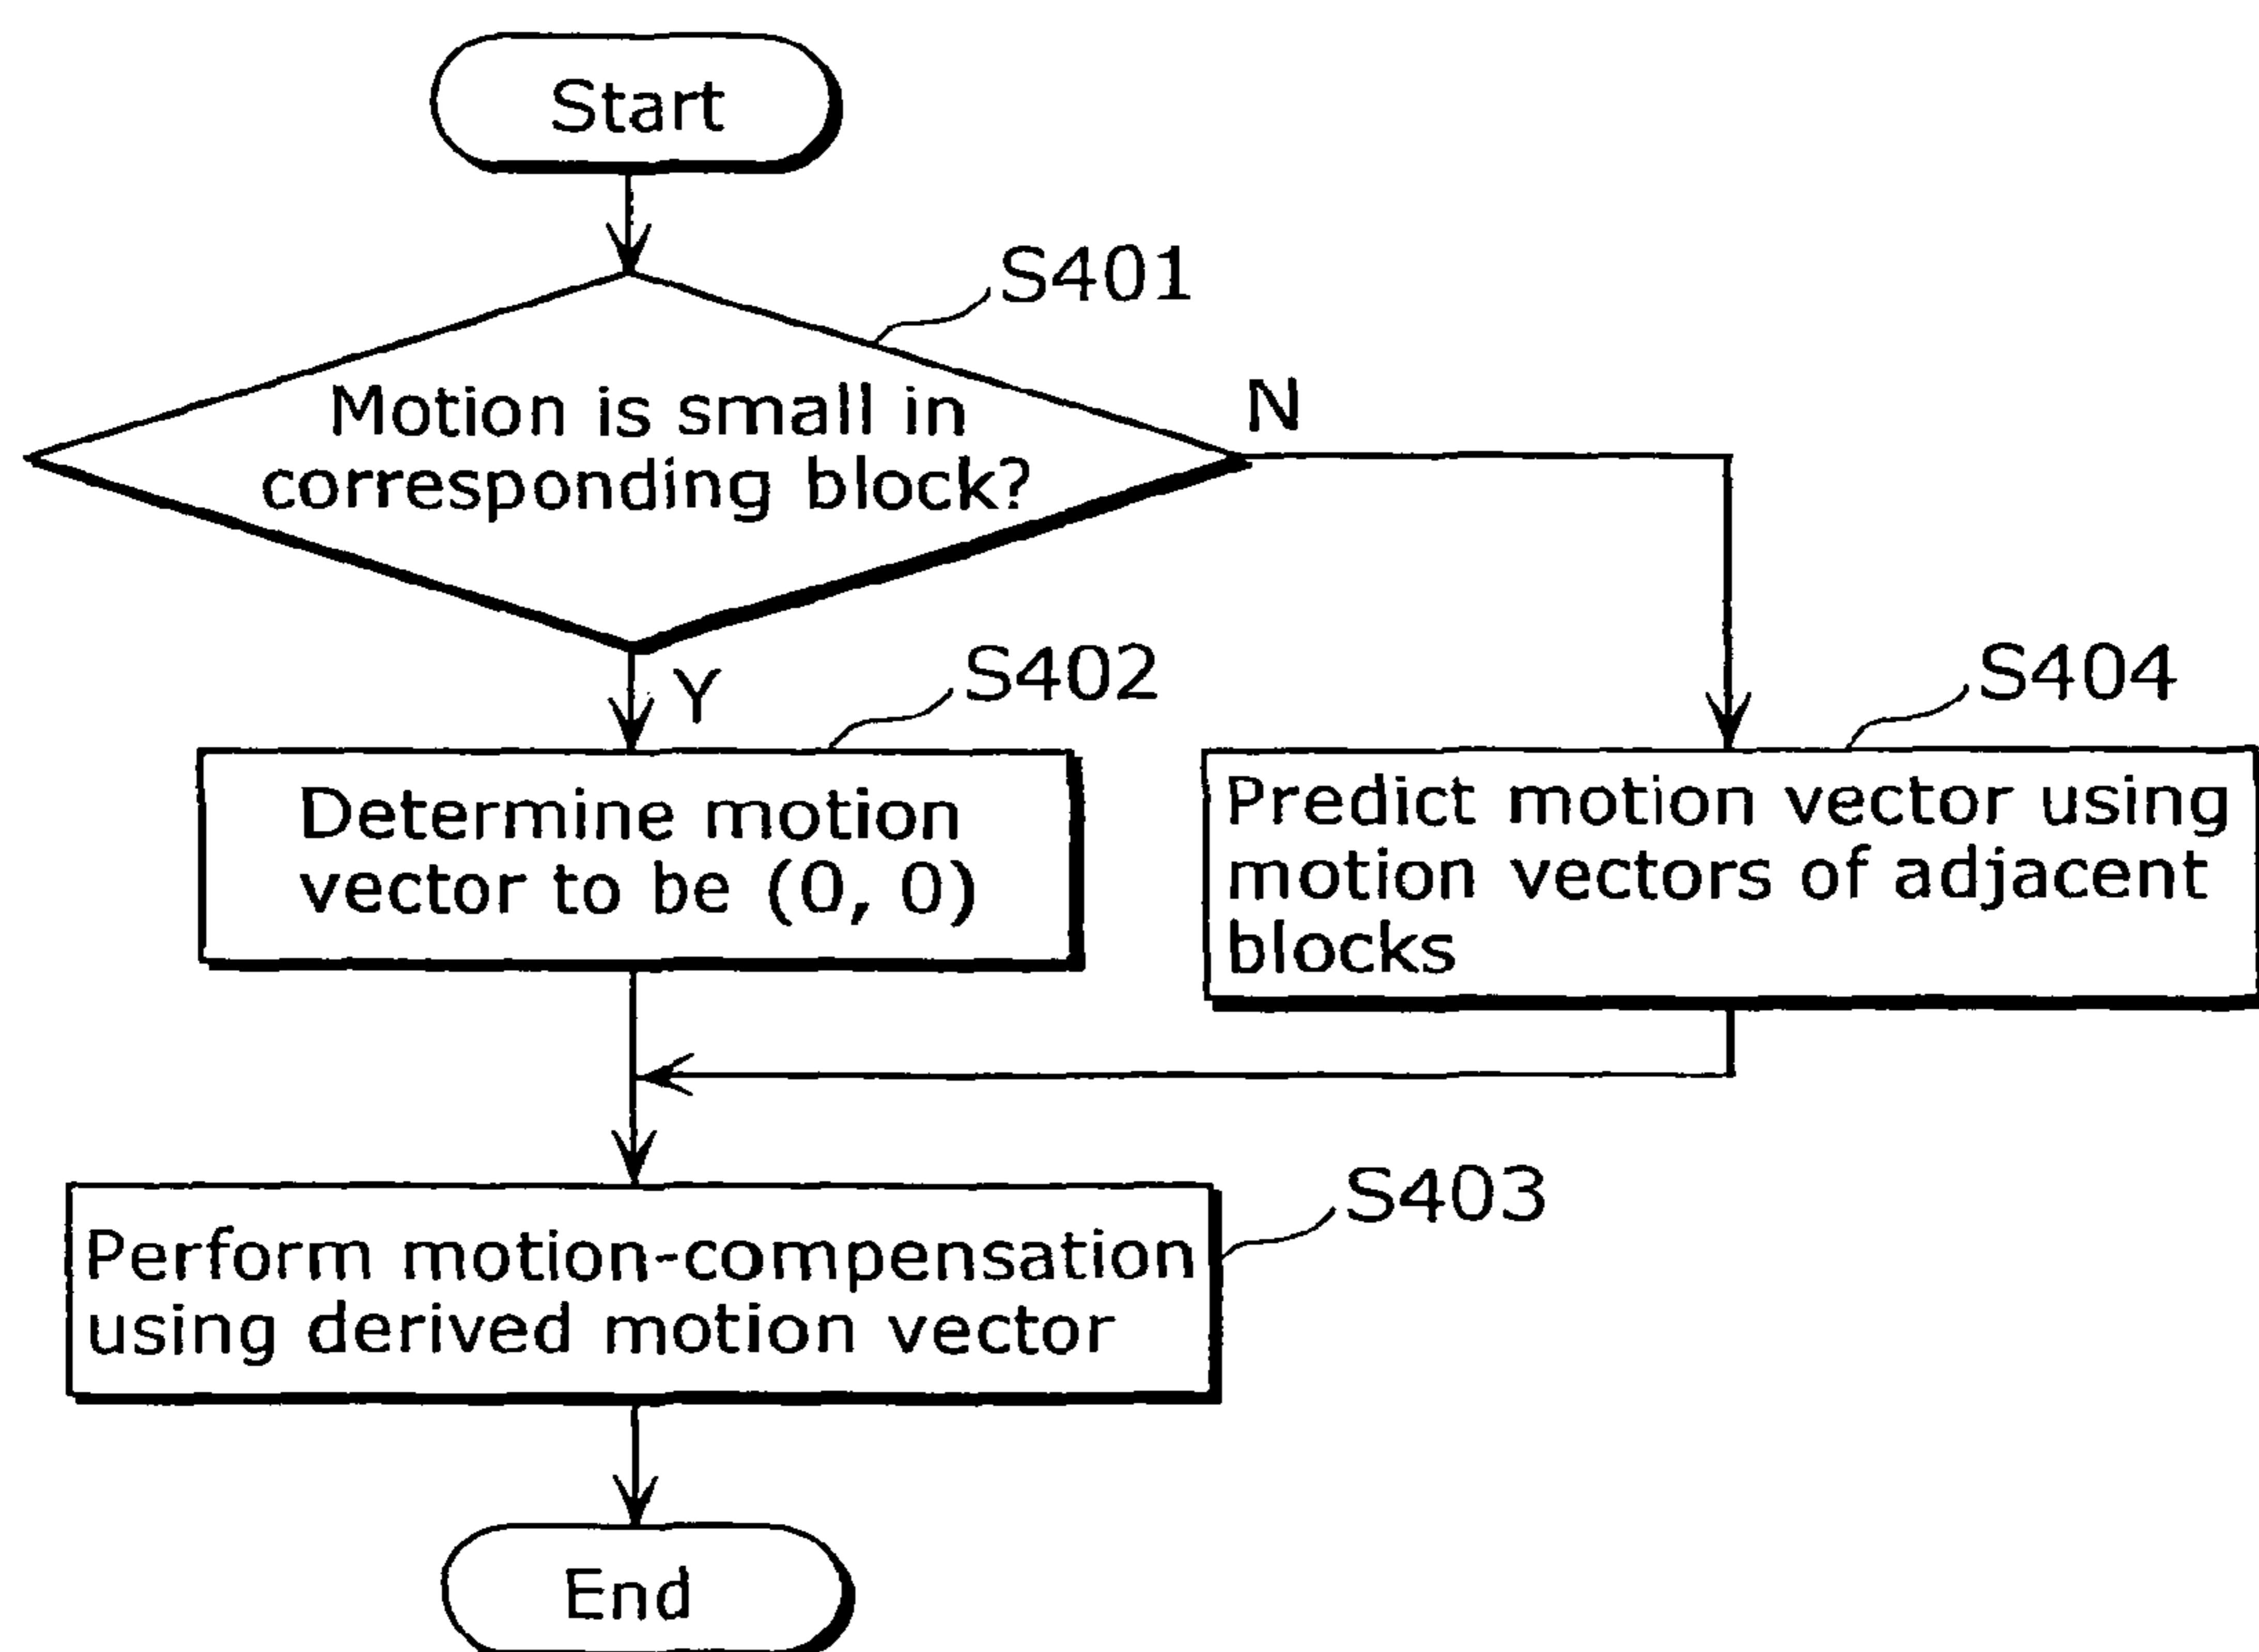 Start
S401
Motion is small in
corresponding block?
N
Y
S402
S404
Determine motion
vector to be (0, 0)
Predict motion vector using
motion vectors of adjacent
blocks
S403
Perform motion-compensation
using derived motion vector
End